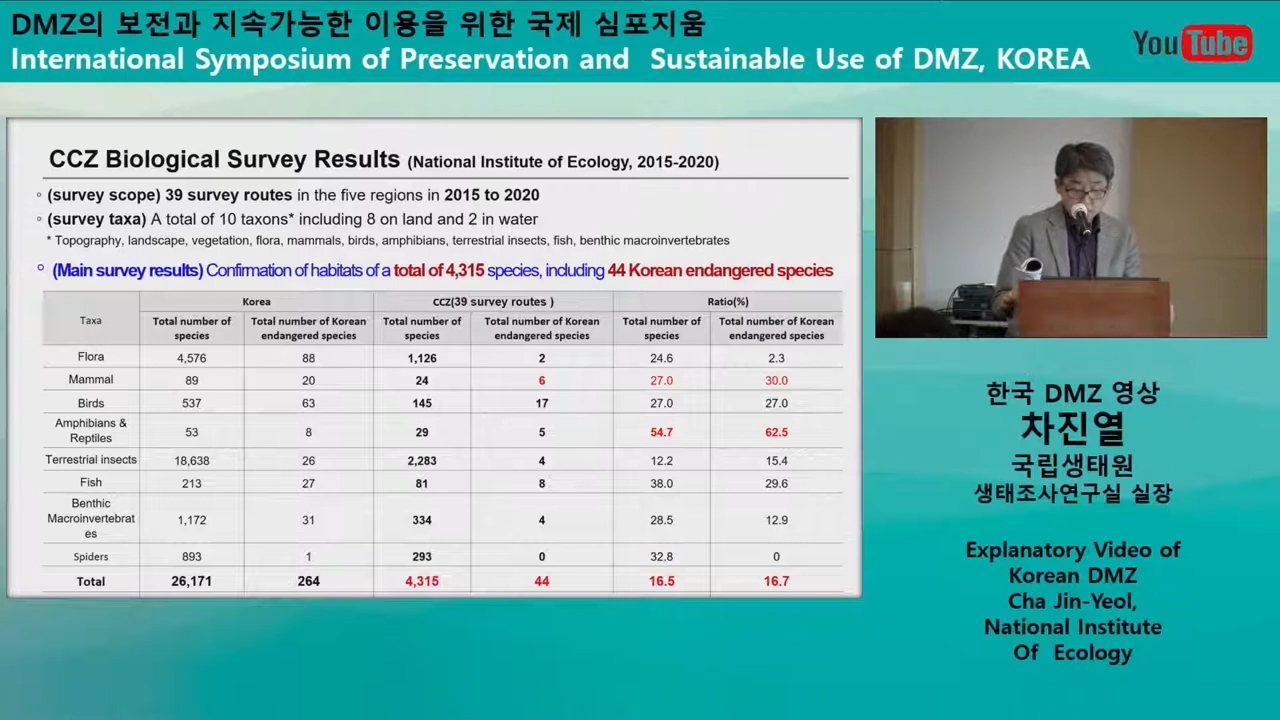 DMZ의 보전과 지속가능한 이용을 위한 국제 심포지움
International Symposium of Preservation and Sustainable Use of DMZ, KOREA
YouTube
CCZ Biological Survey Results (National Institute of Ecology, 2015-2020)
◦ (survey scope) 39 survey routes in the five regions in 2015 to 2020
◦ (survey taxa) A total of 10 taxons* including 8 on land and 2 in water
* Topography, landscape, vegetation, flora, mammals, birds, amphibians, terrestrial insects, fish, benthic macroinvertebrates
◦ (Main survey results) Confirmation of habitats of a total of 4,315 species, including 44 Korean endangered species
Taxa Korea CCZ(39 survey routes ) Ratio(%)
Total number of species Total number of Korean endangered species Total number of species Total number of Korean endangered species Total number of species Total number of Korean endangered species
Flora 4,576 88 1,126 2 24.6 2.3
Mammal 89 20 24 6 27.0 30.0
Birds 537 63 145 17 27.0 27.0
Amphibians & Reptiles 53 8 29 5 54.7 62.5
Terrestrial insects 18,638 26 2,283 4 12.2 15.4
Fish 213 27 81 8 38.0 29.6
Benthic Macroinvertebrat es 1,172 31 334 4 28.5 12.9
Spiders 893 1 293 0 32.8 0
Total 26,171 264 4,315 44 16.5 16.7
한국 DMZ 영상
차진열
국립생태원
생태조사연구실 실장
Explanatory Video of
Korean DMZ
Cha Jin-Yeol,
National Institute
Of Ecology